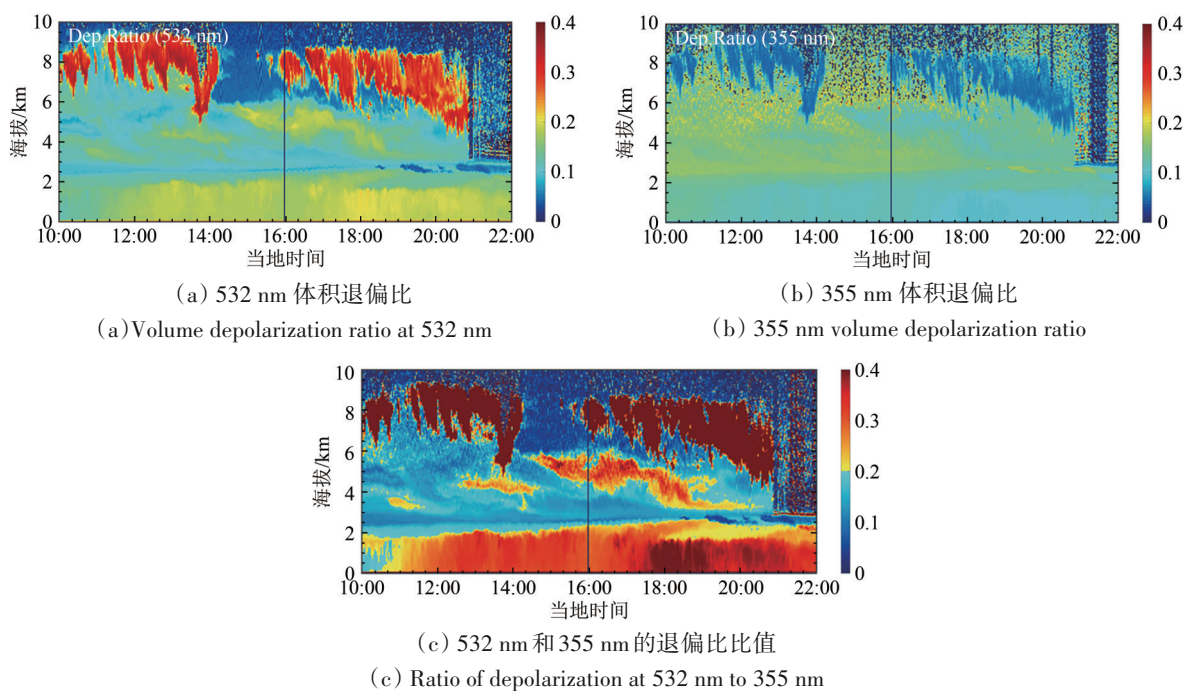 Dep.Ratio (532 nm)
海拔/km
10
8
6
4
2
0
10:00 12:00 14:00 16:00 18:00 20:00 22:00
当地时间
0.4
0.3
0.2
0.1
0
(a) 532 nm 体积退偏比
(a)Volume depolarization ratio at 532 nm
Dep.Ratio (355 nm)
海拔/km
10
8
6
4
2
0
10:00 12:00 14:00 16:00 18:00 20:00 22:00
当地时间
0.4
0.3
0.2
0.1
0
(b) 355 nm 体积退偏比
(b) 355 nm volume depolarization ratio
海拔/km
10
8
6
4
2
0
10:00 12:00 14:00 16:00 18:00 20:00 22:00
当地时间
0.4
0.3
0.2
0.1
0
(c) 532 nm 和 355 nm 的退偏比比值
(c) Ratio of depolarization at 532 nm to 355 nm